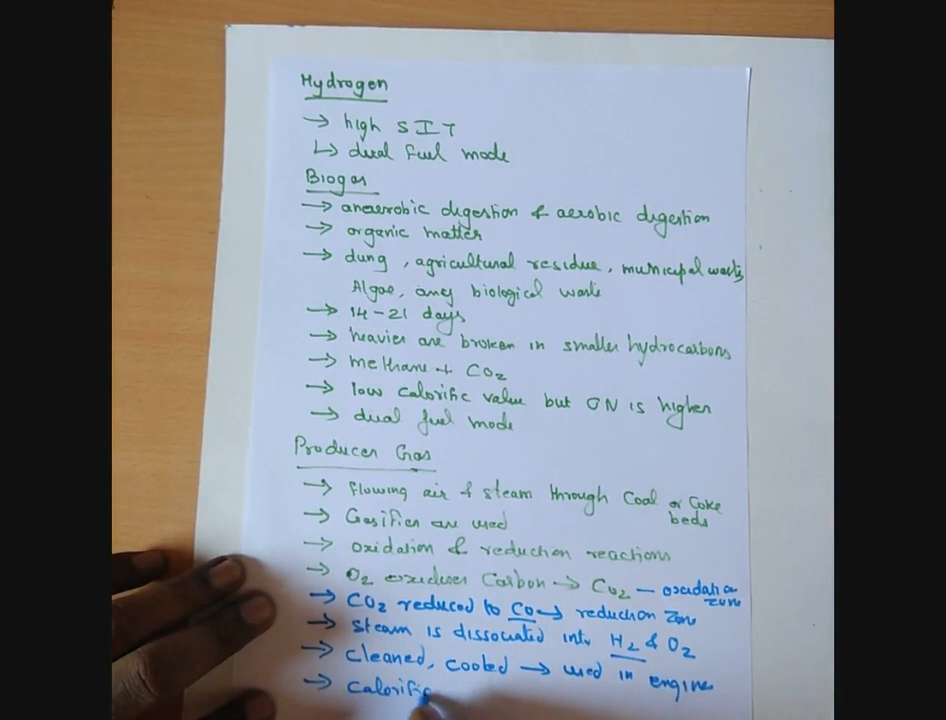 Hydrogen
→ high SIT
↳ dual fuel mode
Biogas
→ anaerobic digestion & aerobic digestion
→ organic matter
→ dung, agricultural residue, municipal waste,
Algae, any biological waste
→ 14-21 days
→ heavier are broken in smaller hydrocarbons
→ methane + CO₂
→ low calorific value but ON is higher
→ dual fuel mode
Producer Gas
→ flowing air & steam through Coal or Coke
beds
→ Gasifier are used
→ oxidation & reduction reactions
→ O₂ oxidises Carbon → CO₂ - oxidation
zone
→ CO₂ reduced to CO → reduction zone
→ steam is dissociated into H₂ & O₂
→ cleaned, cooled → used in engine
→ calorific